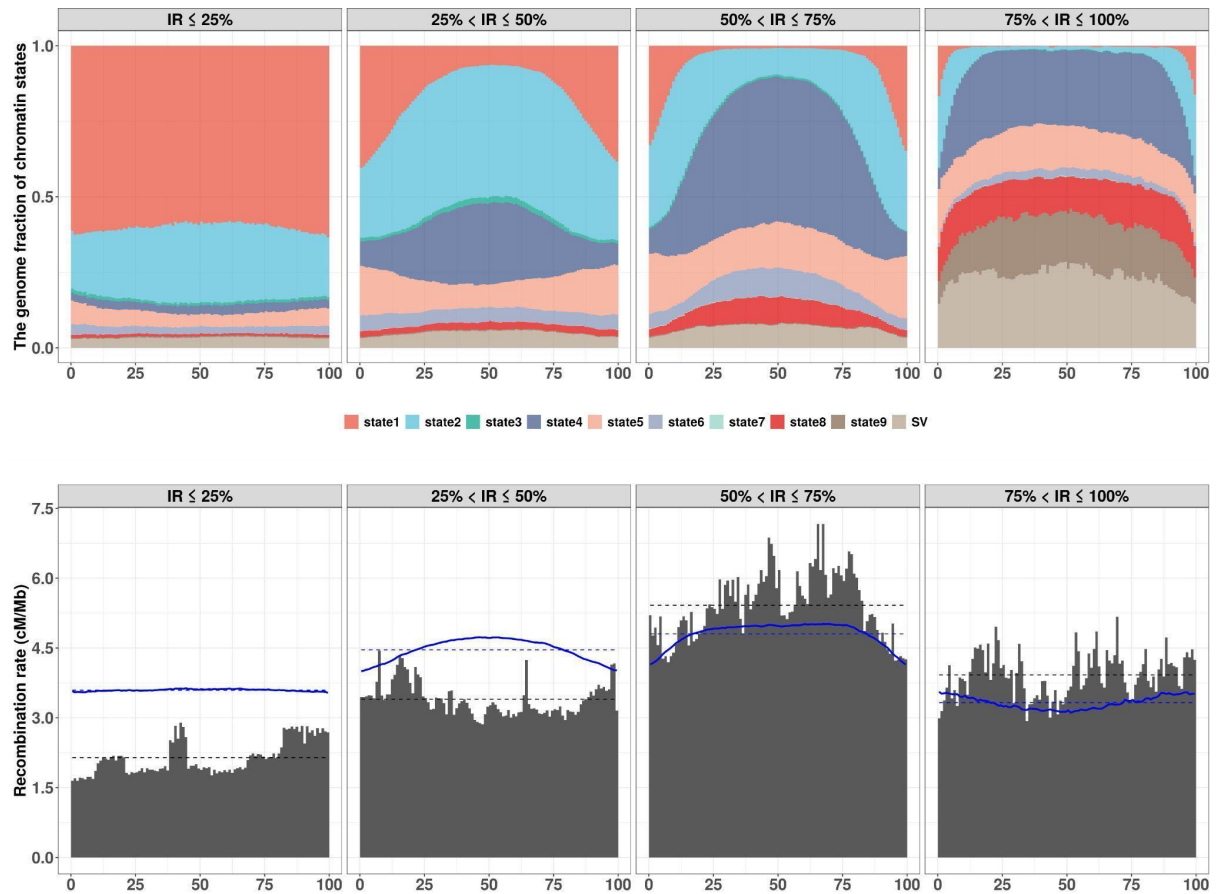 IR ≤ 25%
25% < IR ≤ 50%
50% < IR ≤ 75%
75% < IR ≤ 100%
The genome fraction of chromatin states
1.0
0.5
0.0
0 25 50 75 100
0 25 50 75 100
0 25 50 75 100
0 25 50 75 100
state1 state2 state3 state4 state5 state6 state7 state8 state9 SV
IR ≤ 25%
25% < IR ≤ 50%
50% < IR ≤ 75%
75% < IR ≤ 100%
Recombination rate (cM/Mb)
7.5
6.0
4.5
3.0
1.5
0.0
0 25 50 75 100
0 25 50 75 100
0 25 50 75 100
0 25 50 75 100